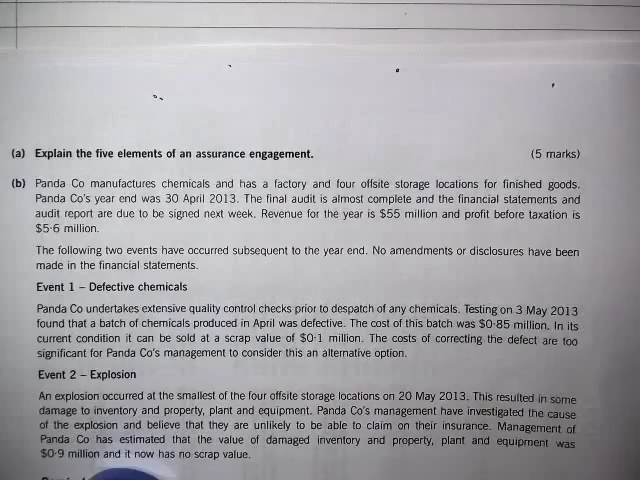 (a) Explain the five elements of an assurance engagement. (5 marks)
(b) Panda Co manufactures chemicals and has a factory and four offsite storage locations for finished goods.
Panda Co's year end was 30 April 2013. The final audit is almost complete and the financial statements and
audit report are due to be signed next week. Revenue for the year is $55 million and profit before taxation is
$5·6 million.
The following two events have occurred subsequent to the year end. No amendments or disclosures have been
made in the financial statements.
Event 1 – Defective chemicals
Panda Co undertakes extensive quality control checks prior to despatch of any chemicals. Testing on 3 May 2013
found that a batch of chemicals produced in April was defective. The cost of this batch was $0·85 million. In its
current condition it can be sold at a scrap value of $0·1 million. The costs of correcting the defect are too
significant for Panda Co's management to consider this an alternative option.
Event 2 – Explosion
An explosion occurred at the smallest of the four offsite storage locations on 20 May 2013. This resulted in some
damage to inventory and property, plant and equipment. Panda Co's management have investigated the cause
of the explosion and believe that they are unlikely to be able to claim on their insurance. Management of
Panda Co has estimated that the value of damaged inventory and property, plant and equipment was
$0·9 million and it now has no scrap value.